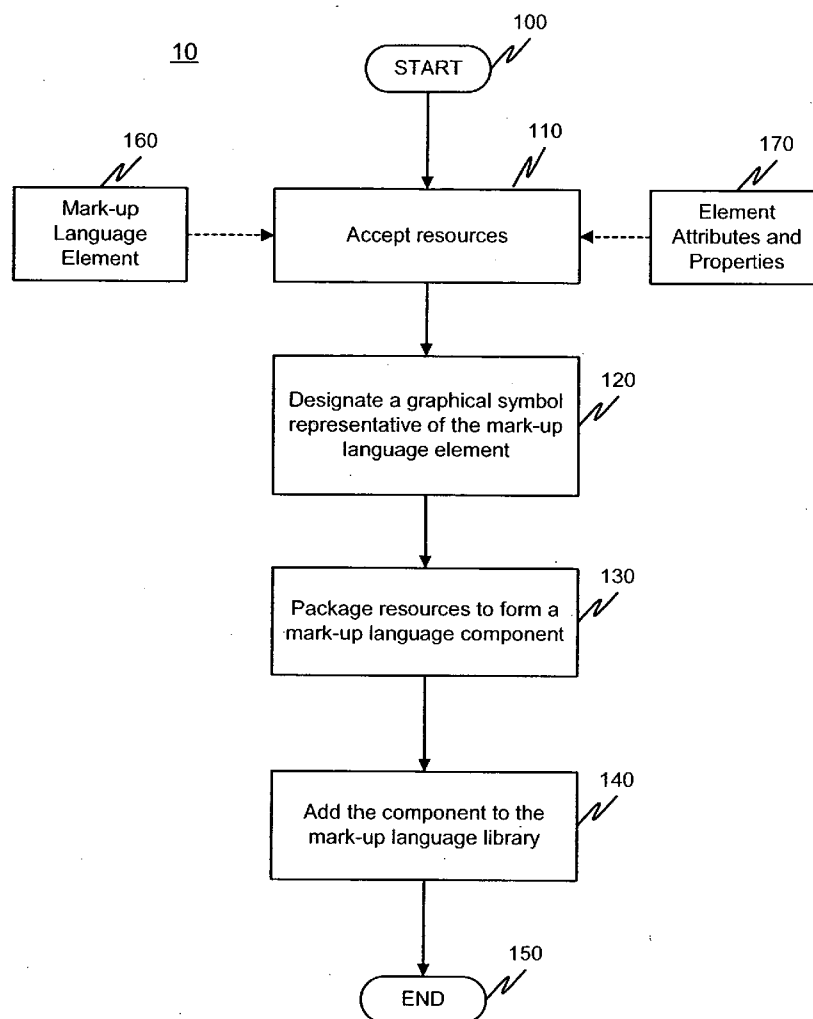 10
100
START
160
110
170
Mark-up
Language
Element
Accept resources
Element
Attributes and
Properties
120
Designate a graphical symbol
representative of the mark-up
language element
130
Package resources to form a
mark-up language component
140
Add the component to the
mark-up language library
150
END